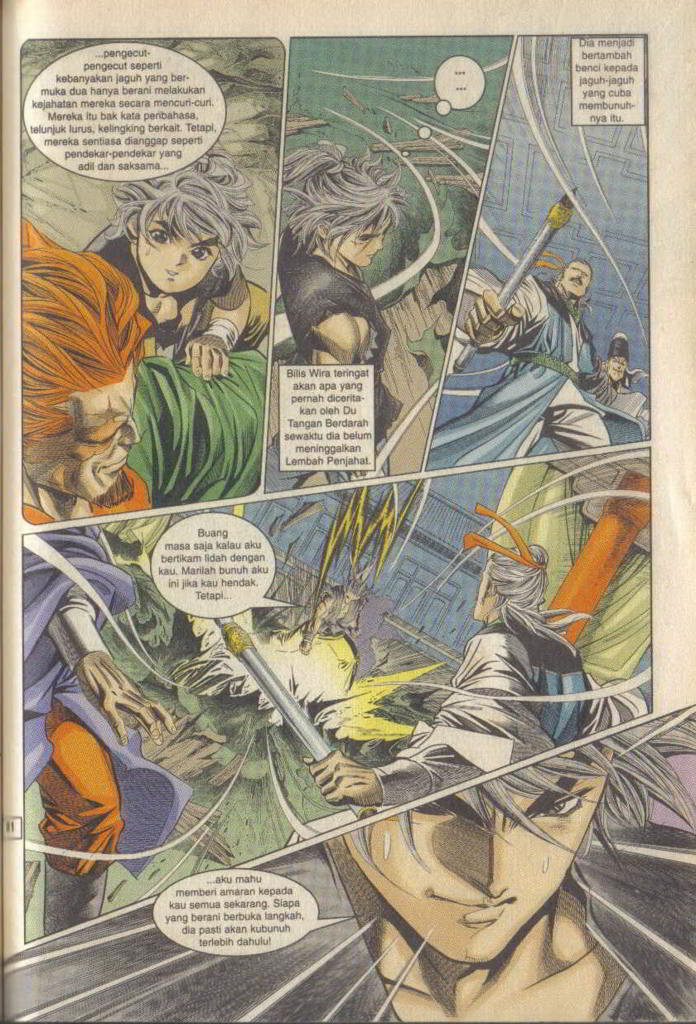 ...pengecut-
pengecut seperti
kebanyakan jaguh yang ber-
muka dua hanya berani melakukan
kejahatan mereka secara mencuri-curi.
Mereka itu bak kata peribahasa,
telunjuk lurus, kelingking berkait. Tetapi,
mereka sentiasa dianggap seperti
pendekar-pendekar yang
adil dan saksama...
...
...
Dia menjadi
bertambah
benci kepada
jaguh-jaguh
yang cuba
membunuh-
nya itu.
Bilis Wira teringat
akan apa yang
pernah dicerita-
kan oleh Du
Tangan Berdarah
sewaktu dia belum
meninggalkan
Lembah Penjahat.
Buang
masa saja kalau aku
bertikam lidah dengan
kau. Marilah bunuh aku
ini jika kau hendak.
Tetapi...
11
...aku mahu
memberi amaran kepada
kau semua sekarang. Siapa
yang berani berbuka langkah,
dia pasti akan kubunuh
terlebih dahulu!